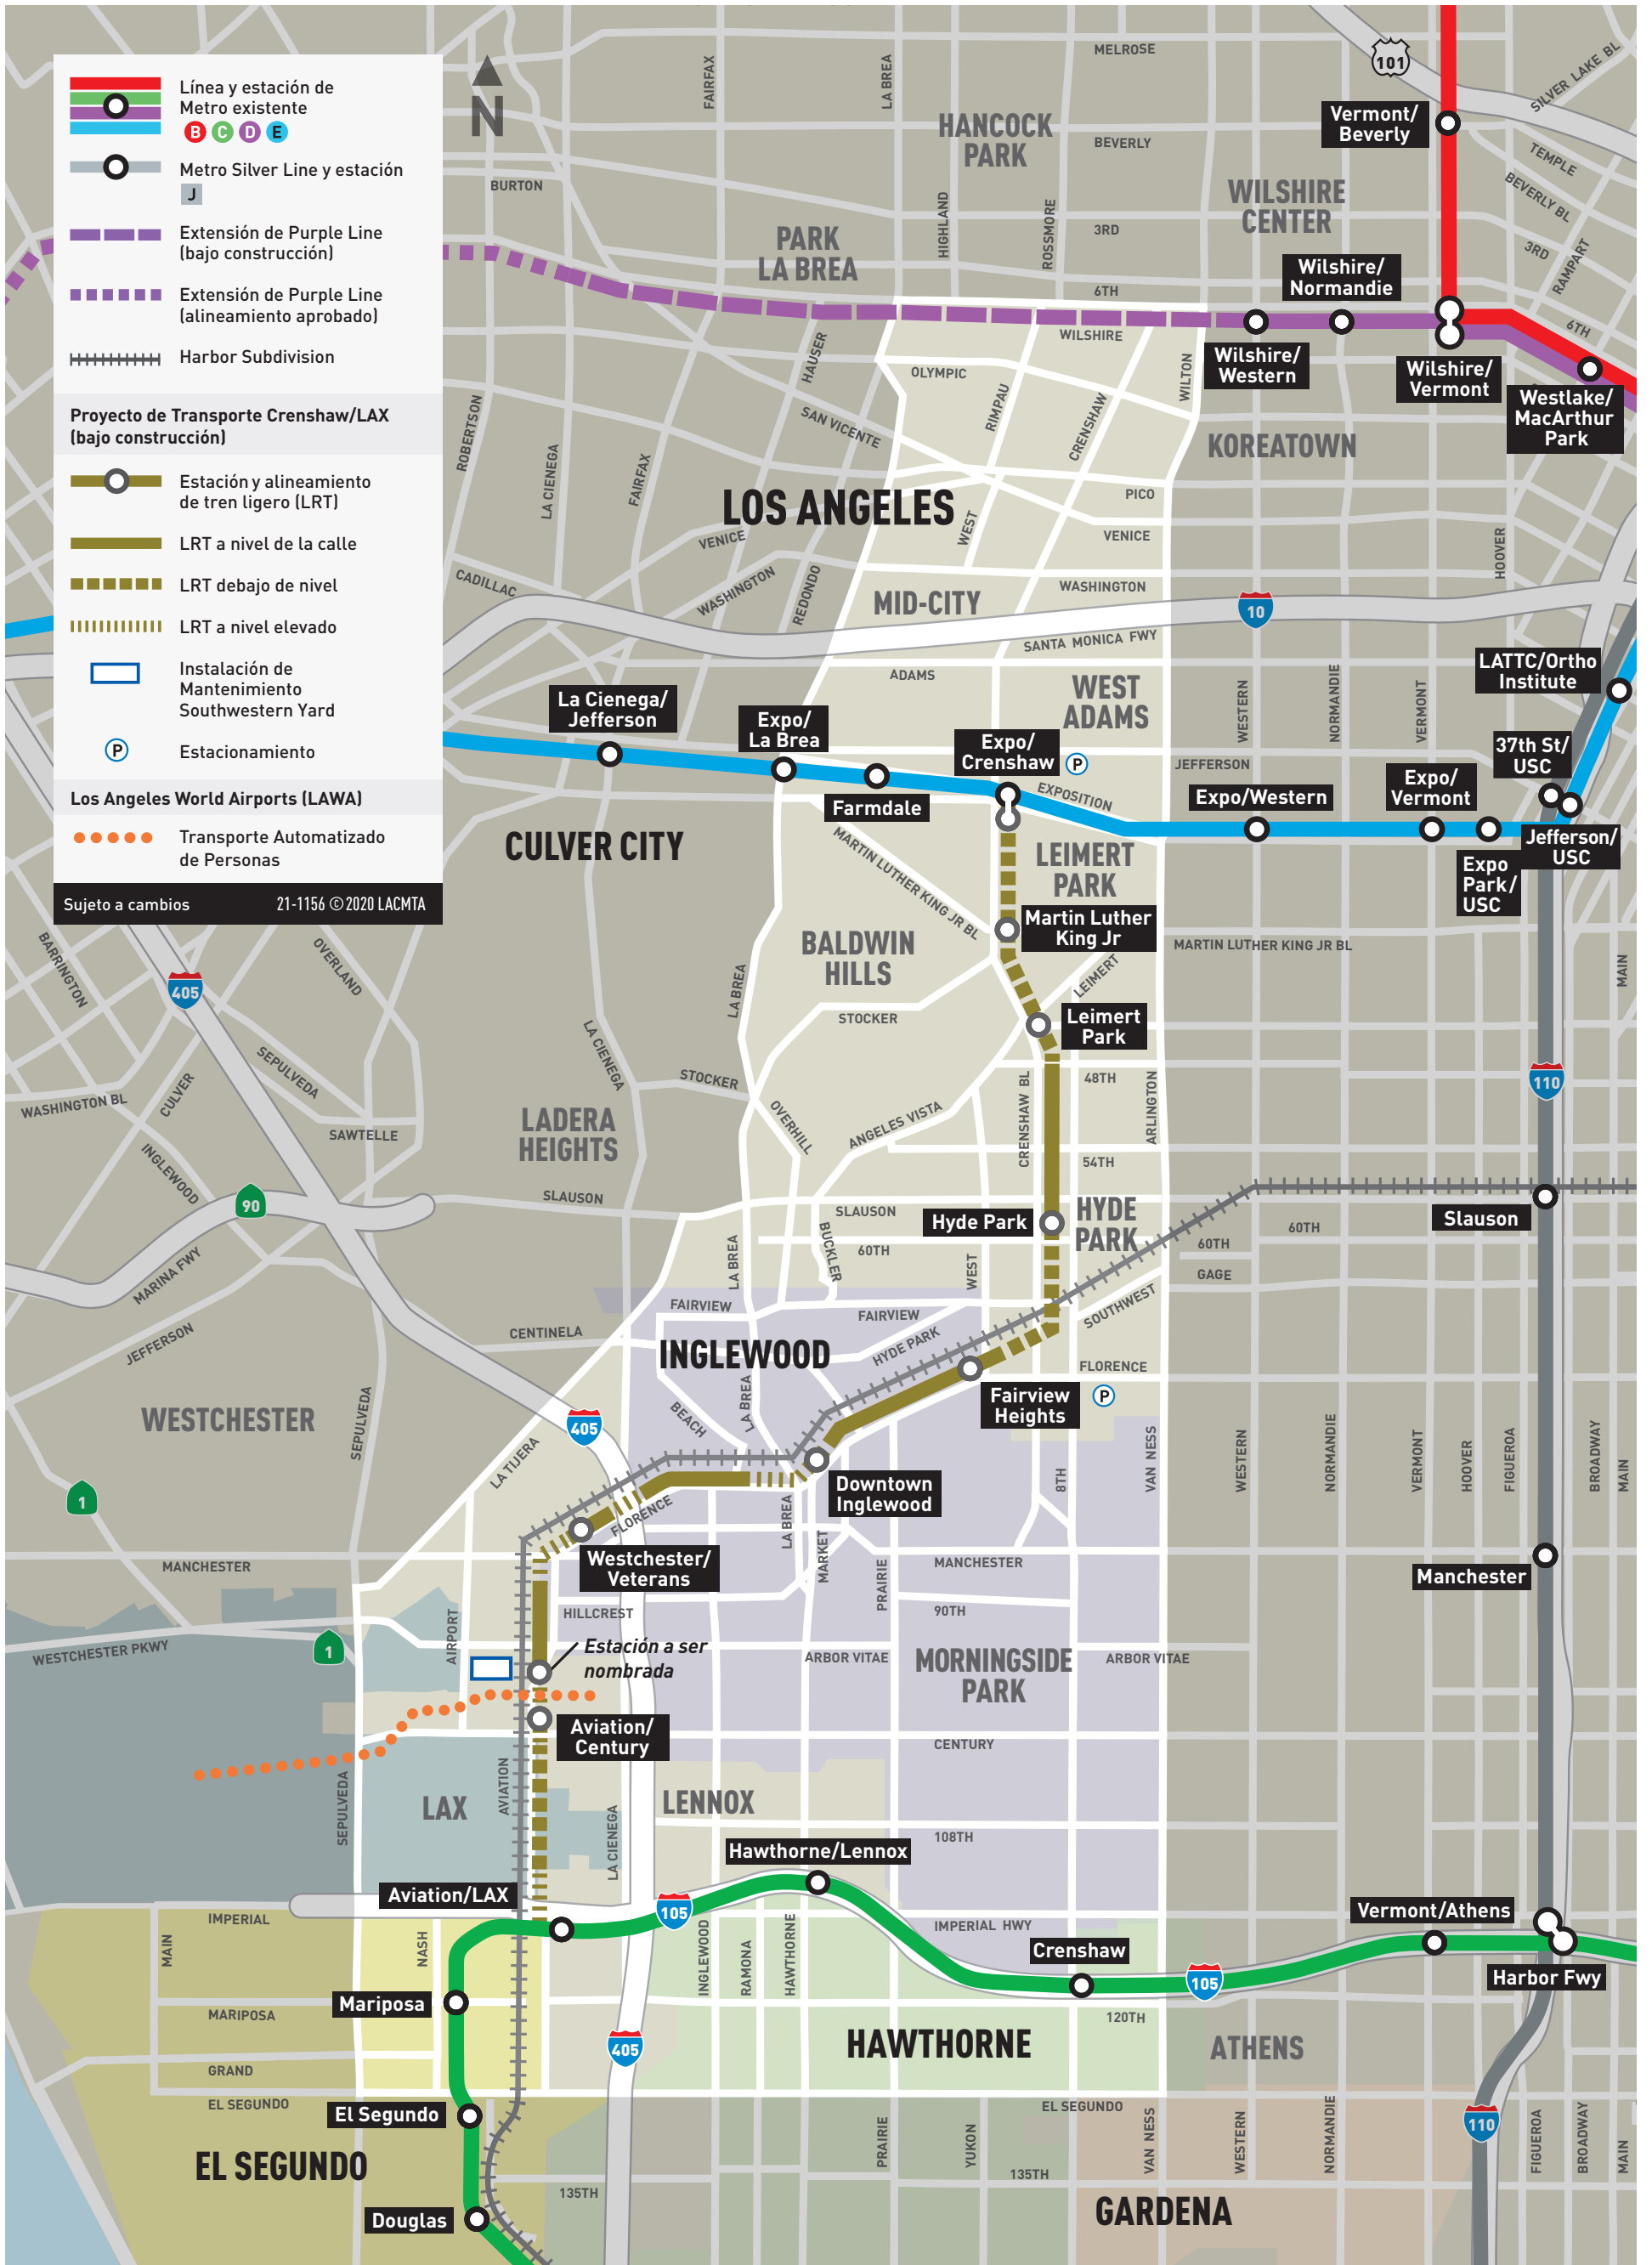 Línea y estación de
Metro existente
B C D E
Metro Silver Line y estación
J
Extensión de Purple Line
(bajo construcción)
Extensión de Purple Line
(alineamiento aprobado)
Harbor Subdivision
Proyecto de Transporte Crenshaw/LAX
(bajo construcción)
Estación y alineamiento
de tren ligero (LRT)
LRT a nivel de la calle
LRT debajo de nivel
LRT a nivel elevado
Instalación de
Mantenimiento
Southwestern Yard
P
Estacionamiento
Los Angeles World Airports (LAWA)
Transporte Automatizado
de Personas
Sujeto a cambios
21-1156 © 2020 LACMTA
N
MELROSE
101
SILVER LAKE BL
FAIRFAX
LA BREA
HANCOCK
PARK
BEVERLY
Vermont/
Beverly
TEMPLE
BEVERLY BL
BURTON
WILSHIRE
CENTER
HIGHLAND
ROSSMORE
3RD
3RD
RAMPART
PARK
LA BREA
Wilshire/
Normandie
6TH
6TH
WILSHIRE
HAUSER
Wilshire/
Western
Wilshire/
Vermont
Westlake/
MacArthur
Park
OLYMPIC
WILTON
RIMPAU
CRENSHAW
SAN VICENTE
ROBERTSON
LA CIENEGA
FAIRFAX
KOREATOWN
LOS ANGELES
PICO
WEST
VENICE
VENICE
HOOVER
CADILLAC
WASHINGTON
REDONDO
WASHINGTON
MID-CITY
10
SANTA MONICA FWY
ADAMS
WEST
ADAMS
WESTERN
NORMANDIE
VERMONT
LATTC/Ortho
Institute
La Cienega/
Jefferson
Expo/
La Brea
Expo/
Crenshaw
P
JEFFERSON
37th St/
USC
Farmdale
EXPOSITION
Expo/Western
Expo/
Vermont
Jefferson/
USC
Expo
Park/
USC
CULVER CITY
MARTIN LUTHER KING JR BL
LEIMERT
PARK
Martin Luther
King Jr
MARTIN LUTHER KING JR BL
MAIN
BALDWIN
HILLS
BARRINGTON
OVERLAND
405
LA BREA
LEIMERT
STOCKER
Leimert
Park
LA CIENEGA
SEPULVEDA
CULVER
WASHINGTON BL
STOCKER
48TH
CRENSHAW BL
ARLINGTON
110
OVERHILL
ANGELES VISTA
LADERA
HEIGHTS
SAWTELLE
INGLEWOOD
54TH
90
SLAUSON
SLAUSON
BUCKLER
Hyde Park
HYDE
PARK
Slauson
60TH
60TH
60TH
GAGE
MARINA FWY
LA BREA
WEST
SOUTHWEST
FAIRVIEW
FAIRVIEW
JEFFERSON
CENTINELA
INGLEWOOD
HYDE PARK
FLORENCE
Fairview
Heights
P
WESTCHESTER
SEPULVEDA
405
BEACH
LA BREA
LA TIJERA
Downtown
Inglewood
8TH
VAN NESS
WESTERN
NORMANDIE
VERMONT
HOOVER
FIGUEROA
BROADWAY
MAIN
1
FLORENCE
LA BREA
MARKET
Westchester/
Veterans
MANCHESTER
MANCHESTER
Manchester
PRAIRIE
HILLCREST
90TH
AIRPORT
WESTCHESTER PKWY
1
Estación a ser
nombrada
ARBOR VITAE
MORNINGSIDE
PARK
ARBOR VITAE
Aviation/
Century
CENTURY
SEPULVEDA
LAX
AVIATION
LENNOX
LA CIENEGA
108TH
Hawthorne/Lennox
Aviation/LAX
105
IMPERIAL
IMPERIAL HWY
Vermont/Athens
MAIN
NASH
INGLEWOOD
RAMONA
HAWTHORNE
Crenshaw
105
Harbor Fwy
Mariposa
MARIPOSA
120TH
HAWTHORNE
ATHENS
405
GRAND
EL SEGUNDO
El Segundo
EL SEGUNDO
110
EL SEGUNDO
PRAIRIE
YUKON
VAN NESS
WESTERN
NORMANDIE
FIGUEROA
BROADWAY
MAIN
135TH
135TH
Douglas
GARDENA